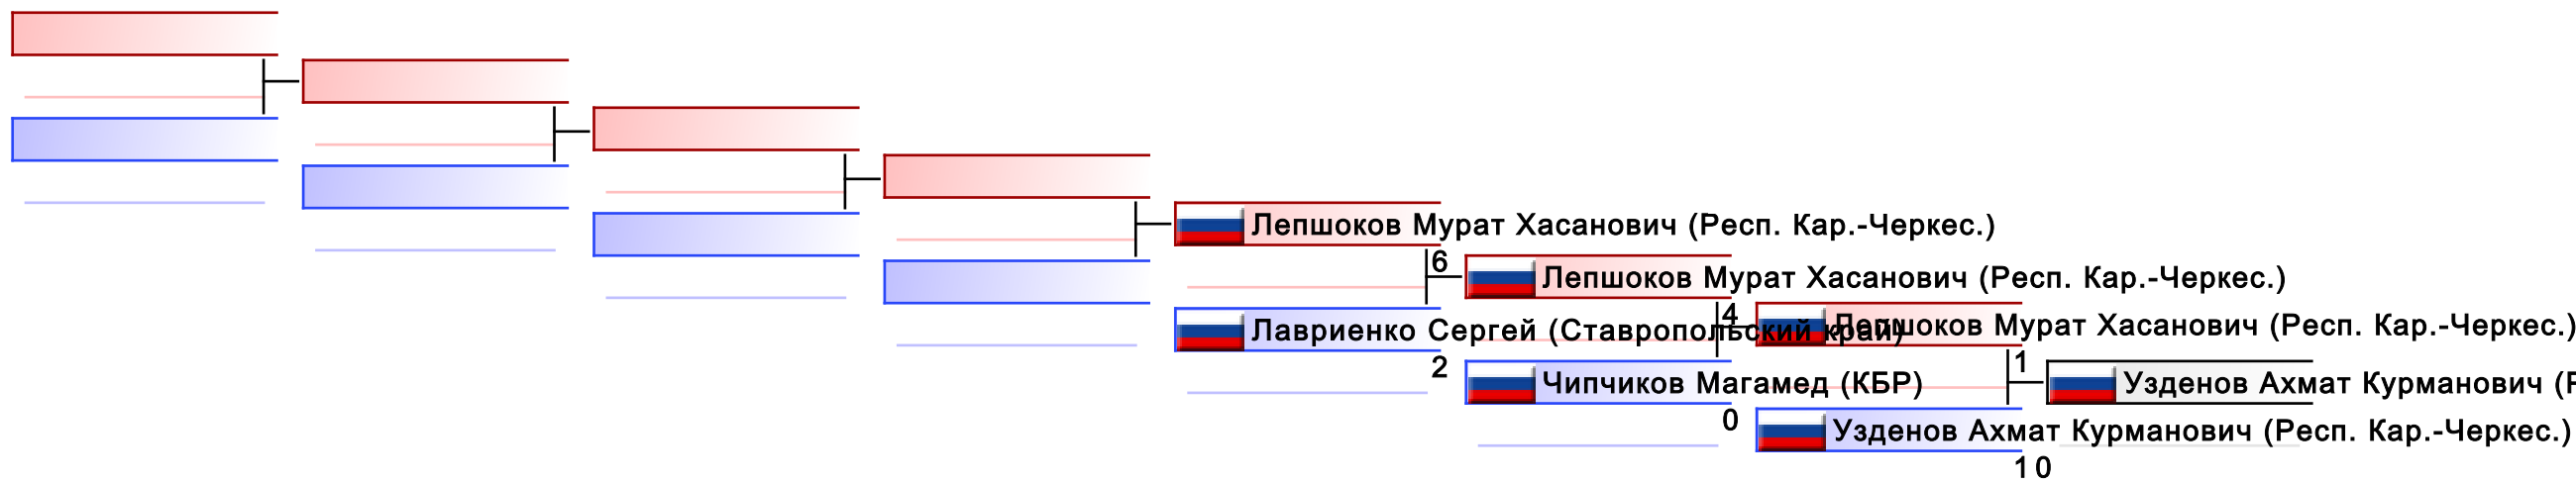 Лепшоков Мурат Хасанович (Респ. Кар.-Черкес.)
6
Лепшоков Мурат Хасанович (Респ. Кар.-Черкес.)
Лавриенко Сергей (Ставропольский край)
4
Лепшоков Мурат Хасанович (Респ. Кар.-Черкес.)
2
Чипчиков Магамед (КБР)
1
Узденов Ахмат Курманович (
0
Узденов Ахмат Курманович (Респ. Кар.-Черкес.)
10